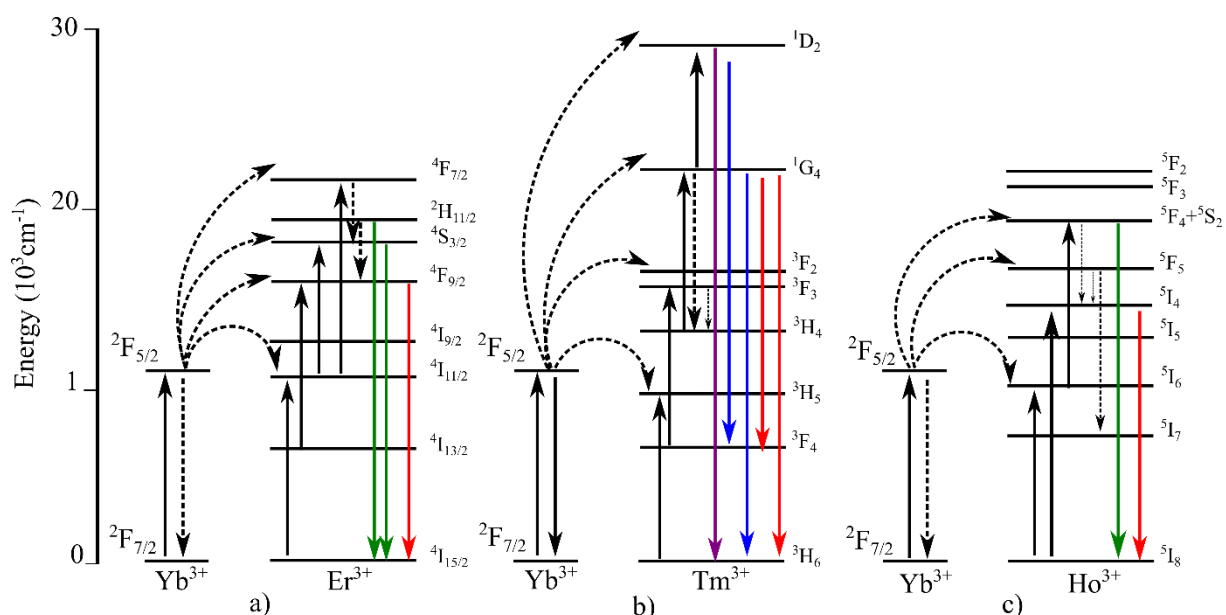 Energy (10³cm⁻¹)
30
20
1
0
²F₅/₂
²F₇/₂
Yb³⁺
⁴F₇/₂
²H₁₁/₂
⁴S₃/₂
⁴F₉/₂
⁴I₉/₂
⁴I₁₁/₂
⁴I₁₃/₂
⁴I₁₅/₂
Er³⁺
a)
²F₅/₂
²F₇/₂
Yb³⁺
¹D₂
¹G₄
³F₂
³F₃
³H₄
³H₅
³F₄
³H₆
Tm³⁺
b)
²F₅/₂
²F₇/₂
Yb³⁺
⁵F₂
⁵F₃
⁵F₄+⁵S₂
⁵F₅
⁵I₄
⁵I₅
⁵I₆
⁵I₇
⁵I₈
Ho³⁺
c)